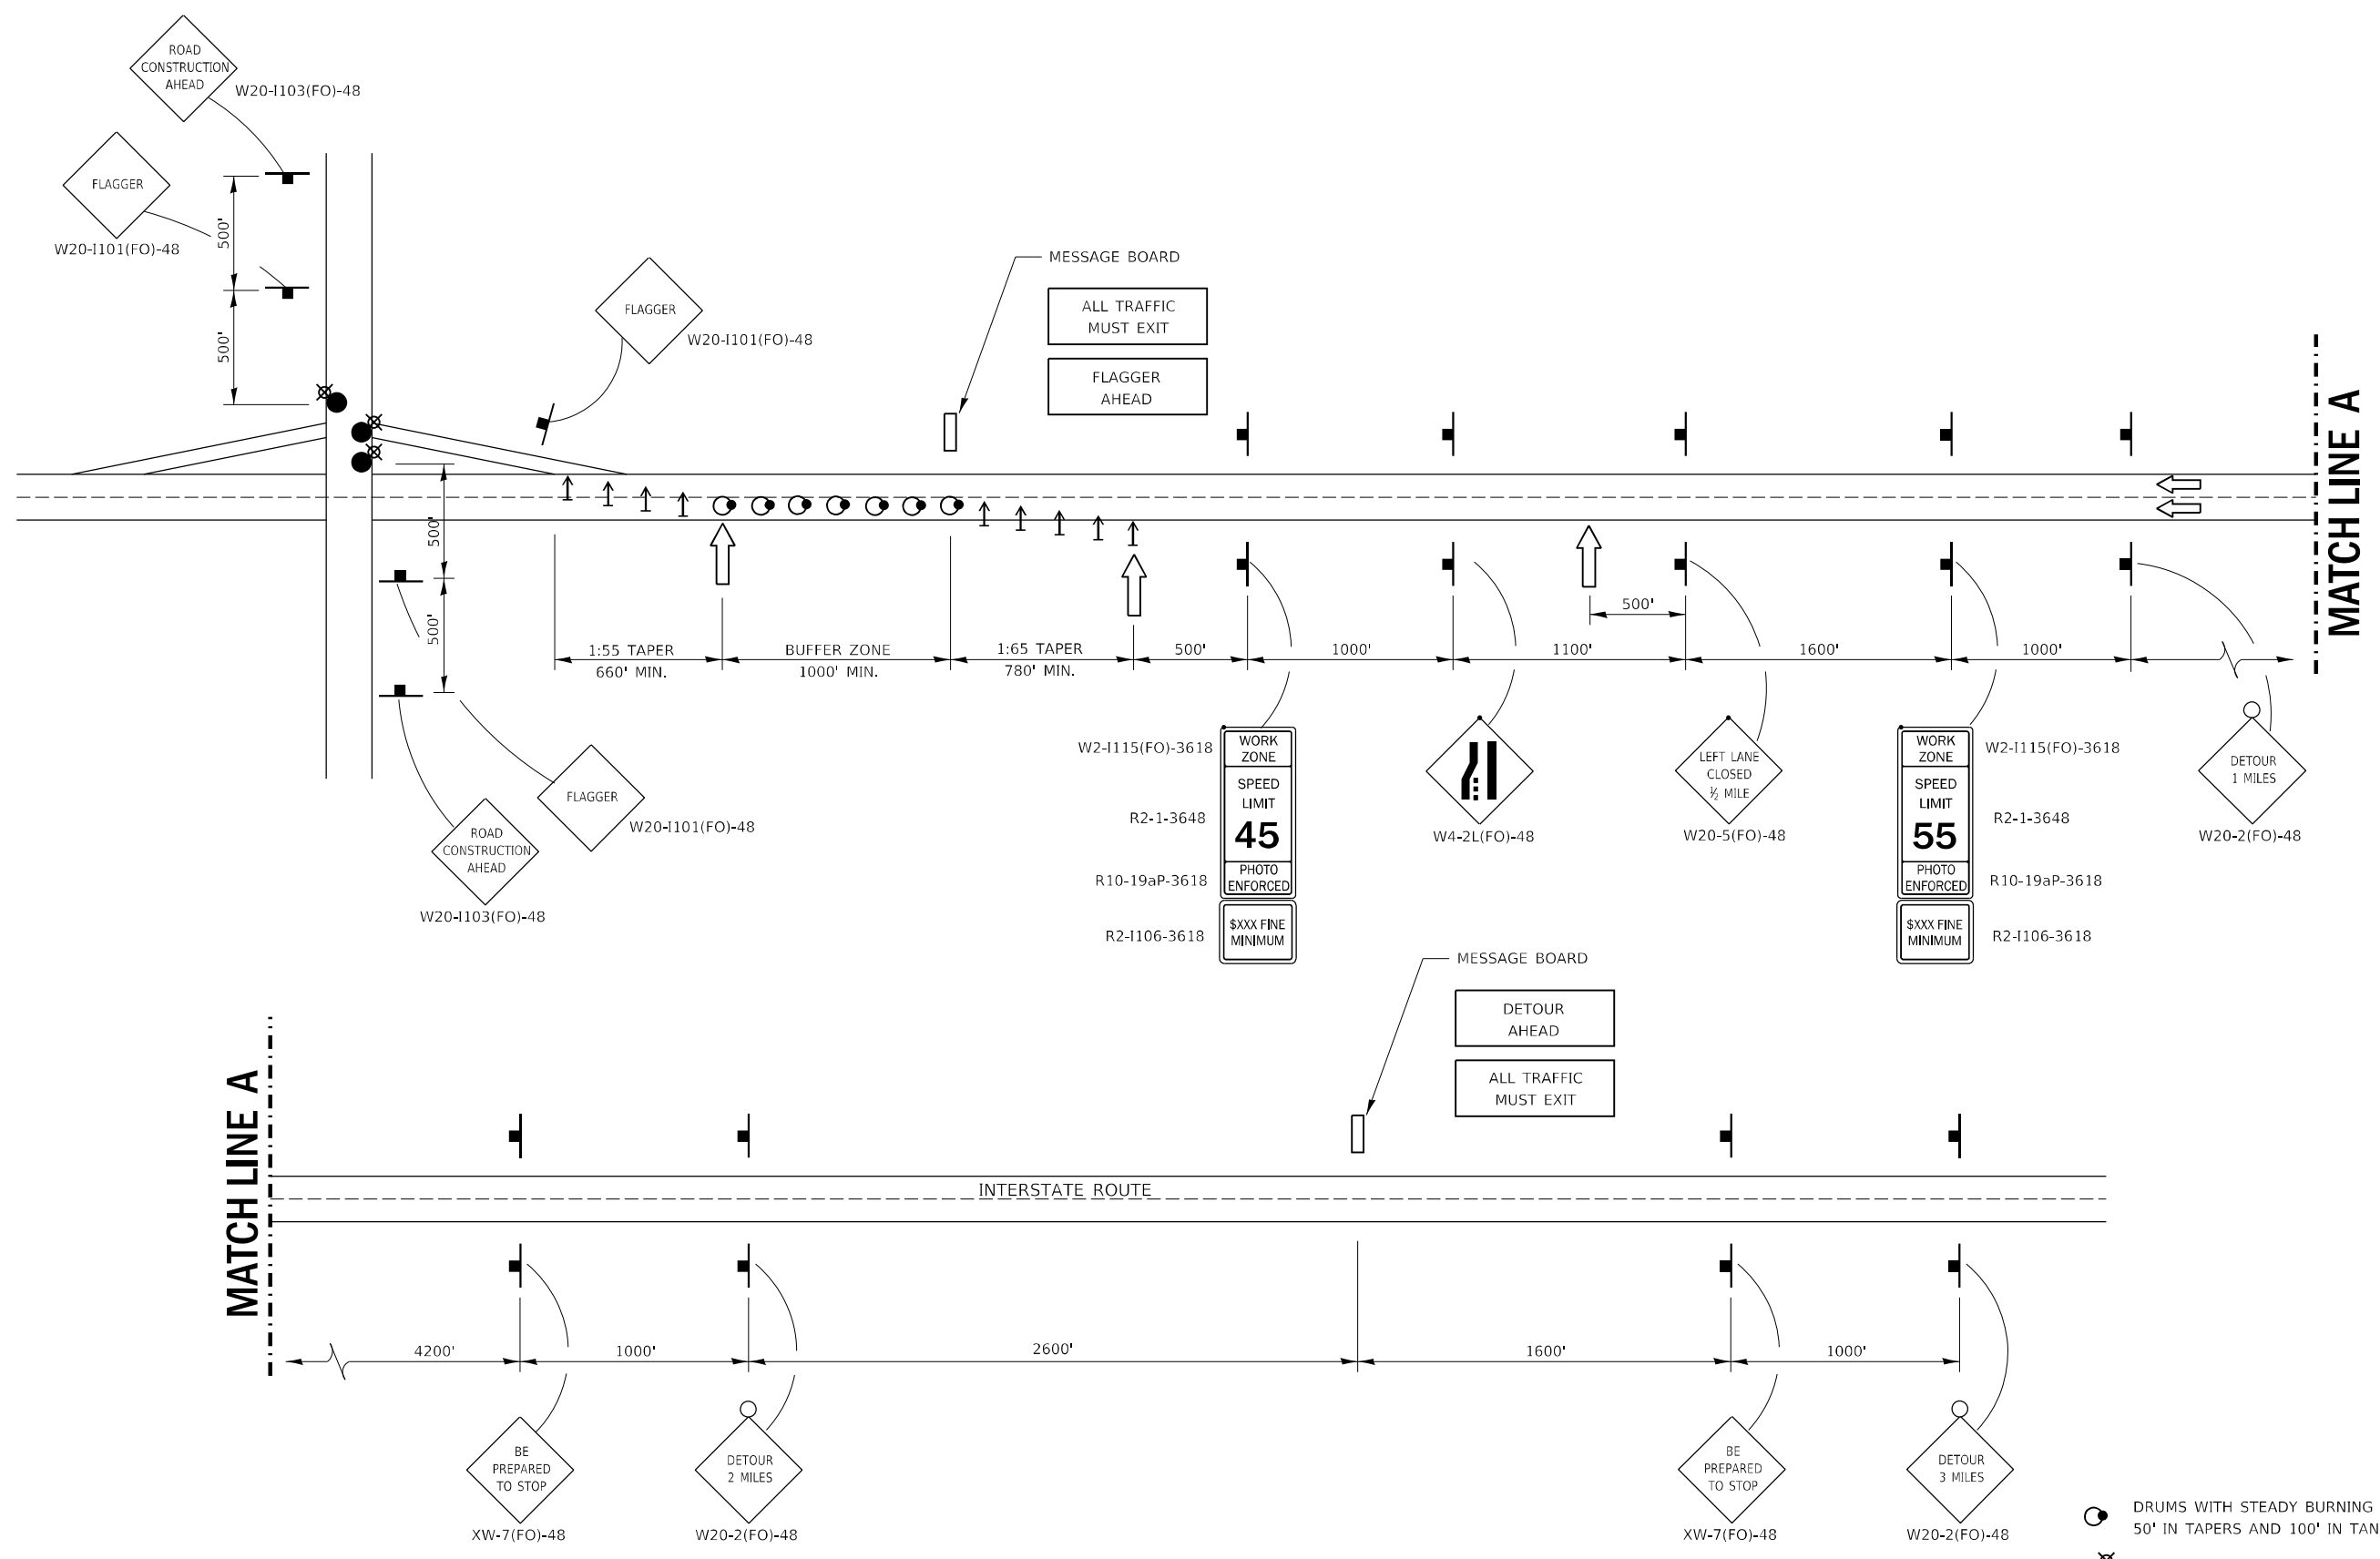 ROAD
CONSTRUCTION
AHEAD
W20-I103(FO)-48
FLAGGER
W20-I101(FO)-48
500'
500'
FLAGGER
W20-I101(FO)-48
MESSAGE BOARD
ALL TRAFFIC
MUST EXIT
FLAGGER
AHEAD
MATCH LINE A
500'
500'
1:55 TAPER
660' MIN.
BUFFER ZONE
1000' MIN.
1:65 TAPER
780' MIN.
500'
1000'
1100'
500'
1600'
1000'
FLAGGER
W20-I101(FO)-48
ROAD
CONSTRUCTION
AHEAD
W20-I103(FO)-48
W2-I115(FO)-3618
R2-1-3648
R10-19aP-3618
R2-I106-3618
WORK
ZONE
SPEED
LIMIT
45
PHOTO
ENFORCED
$XXX FINE
MINIMUM
W4-2L(FO)-48
LEFT LANE
CLOSED
½ MILE
W20-5(FO)-48
WORK
ZONE
SPEED
LIMIT
55
PHOTO
ENFORCED
$XXX FINE
MINIMUM
W2-I115(FO)-3618
R2-1-3648
R10-19aP-3618
R2-I106-3618
DETOUR
1 MILES
W20-2(FO)-48
MESSAGE BOARD
DETOUR
AHEAD
ALL TRAFFIC
MUST EXIT
MATCH LINE A
INTERSTATE ROUTE
4200'
1000'
2600'
1600'
1000'
BE
PREPARED
TO STOP
XW-7(FO)-48
DETOUR
2 MILES
W20-2(FO)-48
BE
PREPARED
TO STOP
XW-7(FO)-48
DETOUR
3 MILES
W20-2(FO)-48
DRUMS WITH STEADY BURNING
50' IN TAPERS AND 100' IN TAN